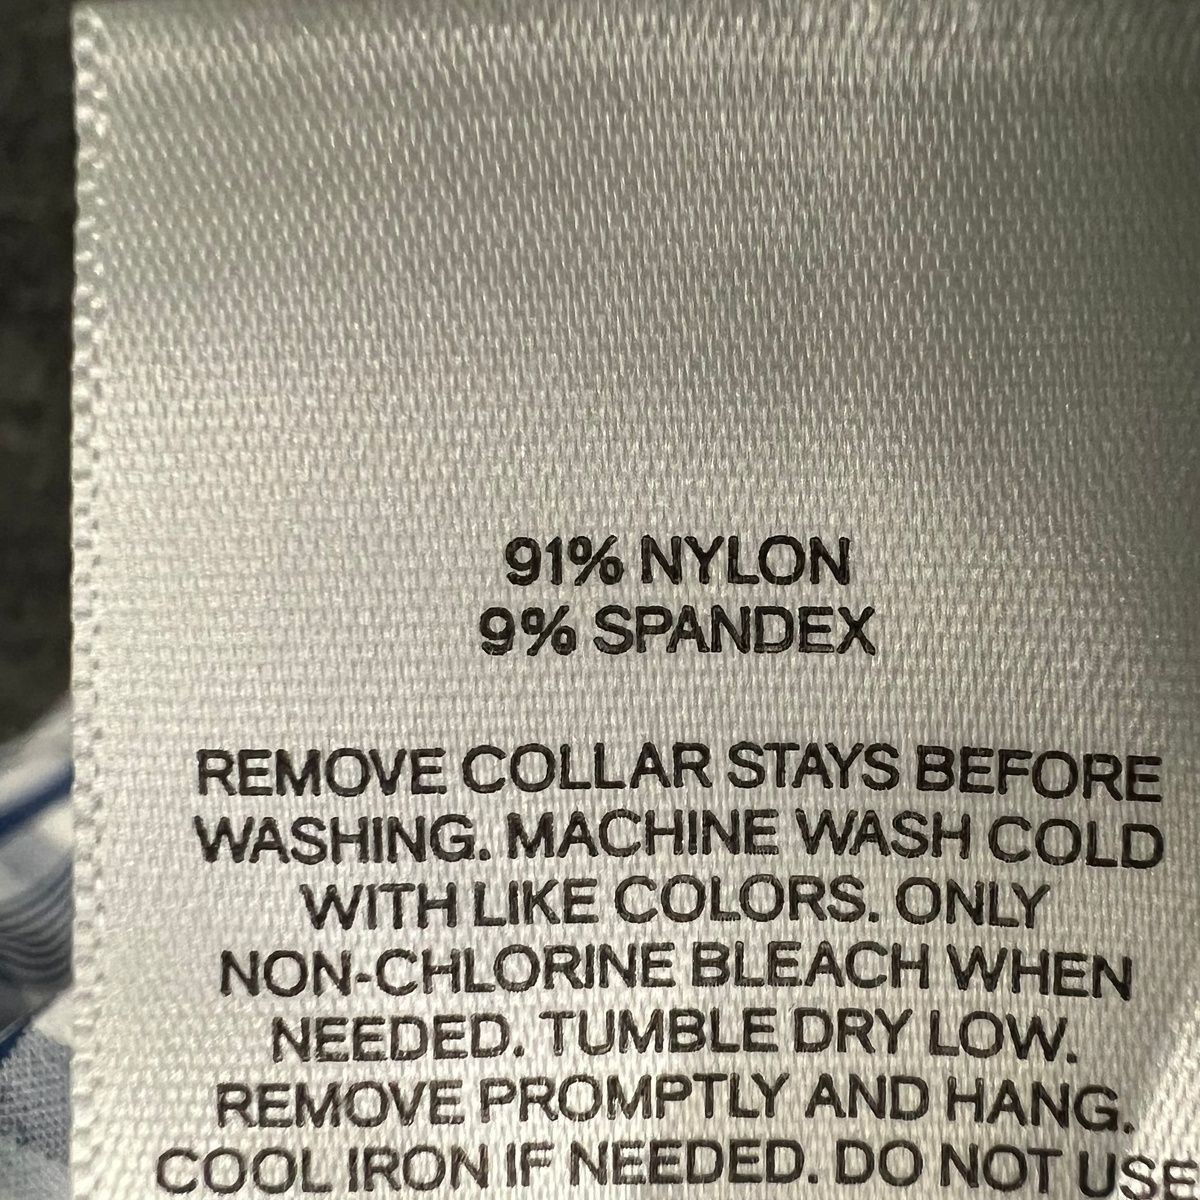 91% NYLON
9% SPANDEX
REMOVE COLLAR STAYS BEFORE
WASHING. MACHINE WASH COLD
WITH LIKE COLORS. ONLY
NON-CHLORINE BLEACH WHEN
NEEDED. TUMBLE DRY LOW.
REMOVE PROMPTLY AND HANG.
COOL IRON IF NEEDED. DO NOT USE